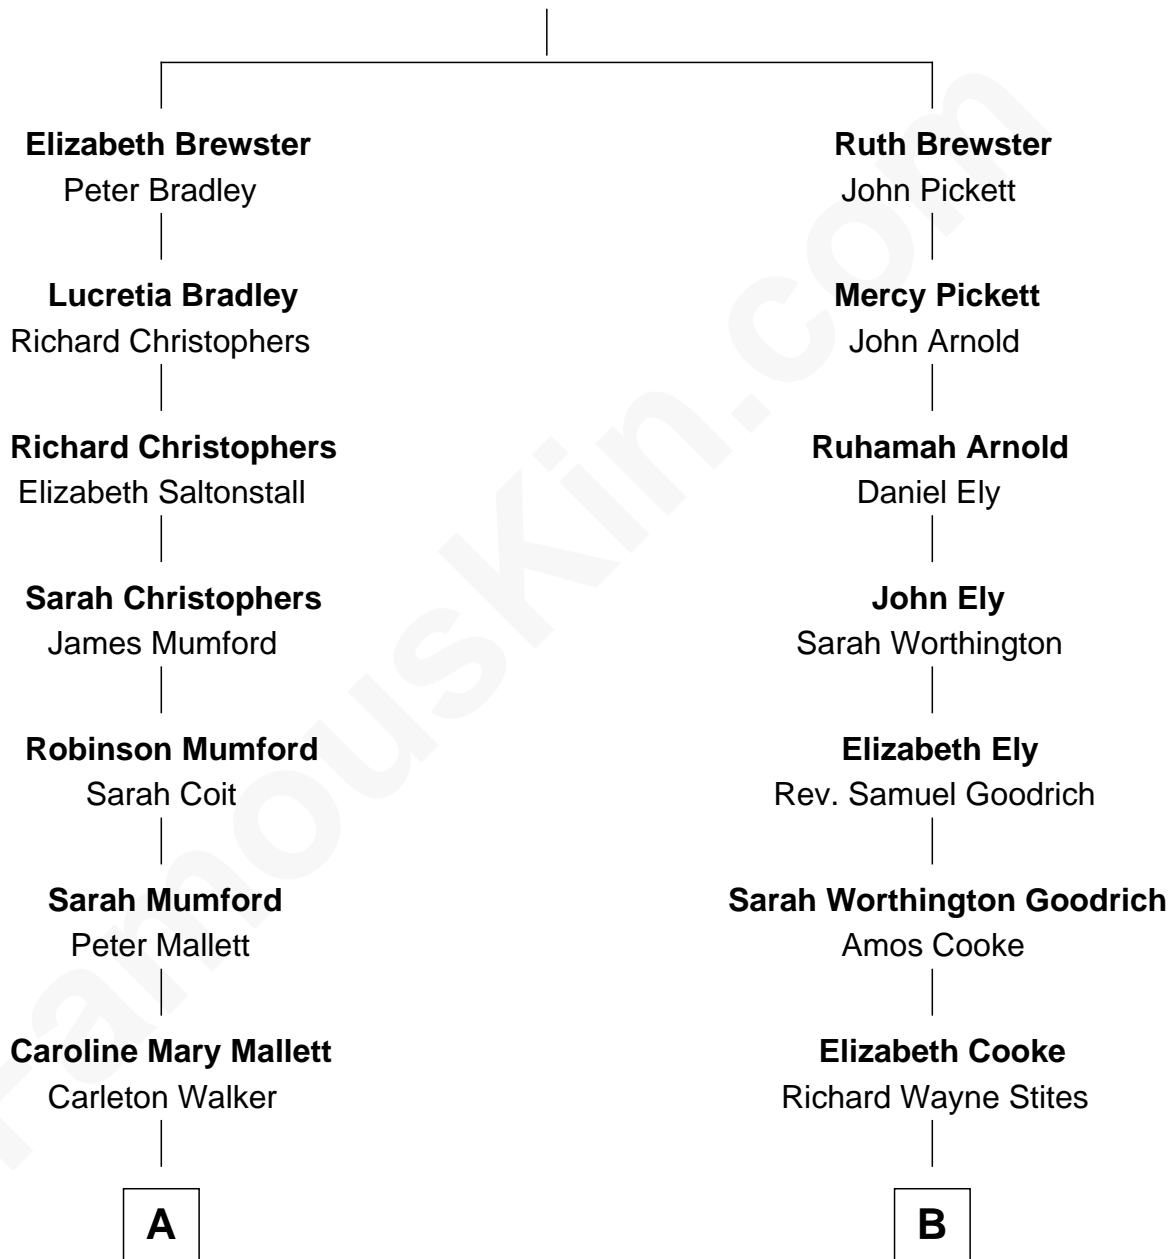 Elizabeth Brewster
Peter Bradley
Ruth Brewster
John Pickett
Lucretia Bradley
Richard Christophers
Mercy Pickett
John Arnold
Richard Christophers
Elizabeth Saltonstall
Ruhamah Arnold
Daniel Ely
Sarah Christophers
James Mumford
John Ely
Sarah Worthington
Robinson Mumford
Sarah Coit
Elizabeth Ely
Rev. Samuel Goodrich
Sarah Mumford
Peter Mallett
Sarah Worthington Goodrich
Amos Cooke
Caroline Mary Mallett
Carleton Walker
Elizabeth Cooke
Richard Wayne Stites
A
B
FamousKin.com